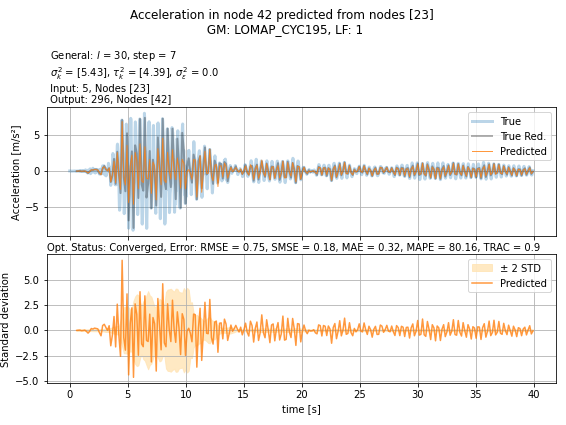 Acceleration in node 42 predicted from nodes [23]
GM: LOMAP_CYC195, LF: 1
General: l = 30, step = 7
σ²ₖ = [5.43], τ²ₖ = [4.39], σ²ε = 0.0
Input: 5, Nodes [23]
Output: 296, Nodes [42]
True
True Red.
Predicted
Acceleration [m/s²]
5
0
−5
Opt. Status: Converged, Error: RMSE = 0.75, SMSE = 0.18, MAE = 0.32, MAPE = 80.16, TRAC = 0.9
± 2 STD
Predicted
Standard deviation
5.0
2.5
0.0
−2.5
−5.0
0 5 10 15 20 25 30 35 40
time [s]